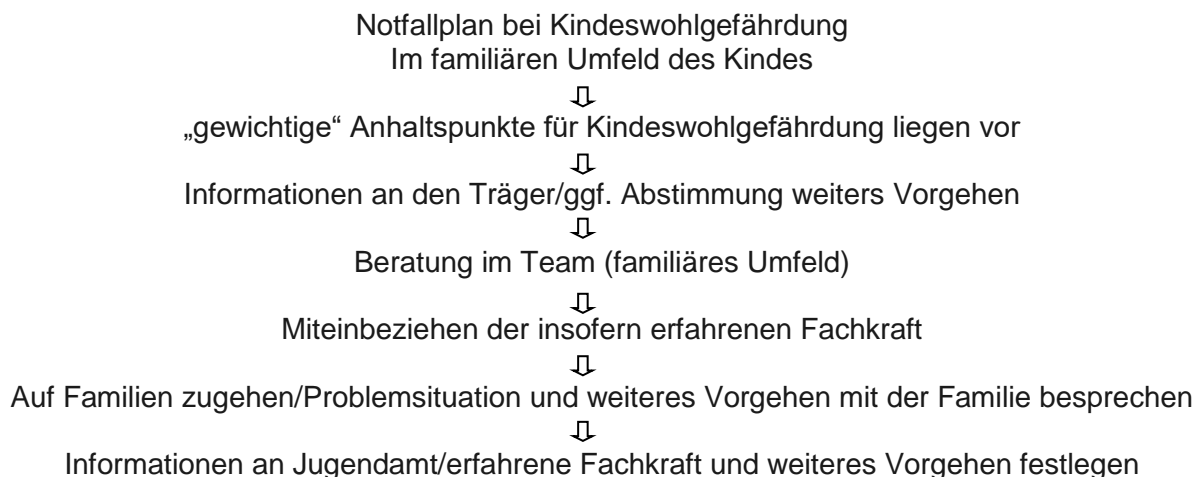 Notfallplan bei Kindeswohlgefährdung
Im familiären Umfeld des Kindes
⇩
„gewichtige“ Anhaltspunkte für Kindeswohlgefährdung liegen vor
⇩
Informationen an den Träger/ggf. Abstimmung weiters Vorgehen
⇩
Beratung im Team (familiäres Umfeld)
⇩
Miteinbeziehen der insofern erfahrenen Fachkraft
⇩
Auf Familien zugehen/Problemsituation und weiteres Vorgehen mit der Familie besprechen
⇩
Informationen an Jugendamt/erfahrene Fachkraft und weiteres Vorgehen festlegen